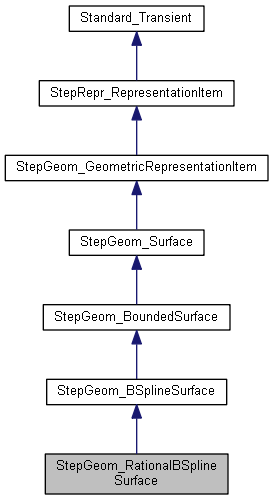 Standard_Transient
StepRepr_RepresentationItem
StepGeom_GeometricRepresentationItem
StepGeom_Surface
StepGeom_BoundedSurface
StepGeom_BSplineSurface
StepGeom_RationalBSpline
Surface